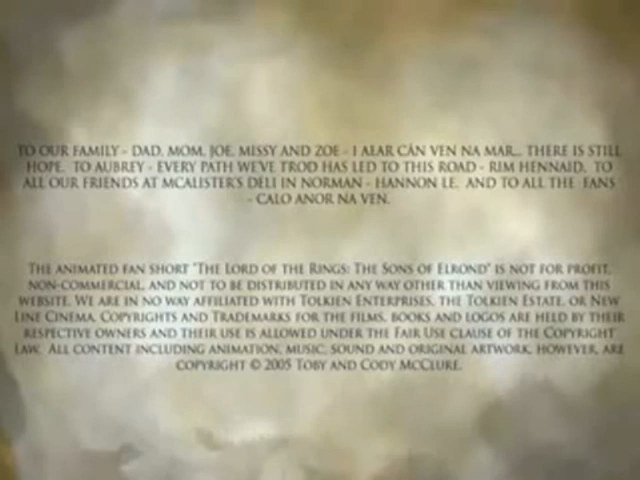 TO OUR FAMILY - DAD, MOM, JOE, MISSY AND ZOE - I AEAR CÂN VEN NA MAR... THERE IS STILL
HOPE. TO AUBREY - EVERY PATH WE'VE TROD HAS LED TO THIS ROAD - RIM HENNAID. TO
ALL OUR FRIENDS AT MCALISTER'S DELI IN NORMAN - HANNON LE. AND TO ALL THE FANS
- CALO ANOR NA VEN.
THE ANIMATED FAN SHORT "THE LORD OF THE RINGS: THE SONS OF ELROND" IS NOT FOR PROFIT,
NON-COMMERCIAL, AND NOT TO BE DISTRIBUTED IN ANY WAY OTHER THAN VIEWING FROM THIS
WEBSITE. WE ARE IN NO WAY AFFILIATED WITH TOLKIEN ENTERPRISES, THE TOLKIEN ESTATE, OR NEW
LINE CINEMA. COPYRIGHTS AND TRADEMARKS FOR THE FILMS, BOOKS AND LOGOS ARE HELD BY THEIR
RESPECTIVE OWNERS AND THEIR USE IS ALLOWED UNDER THE FAIR USE CLAUSE OF THE COPYRIGHT
LAW. ALL CONTENT INCLUDING ANIMATION, MUSIC, SOUND AND ORIGINAL ARTWORK, HOWEVER, ARE
COPYRIGHT © 2005 TOBY AND CODY MCCLURE.